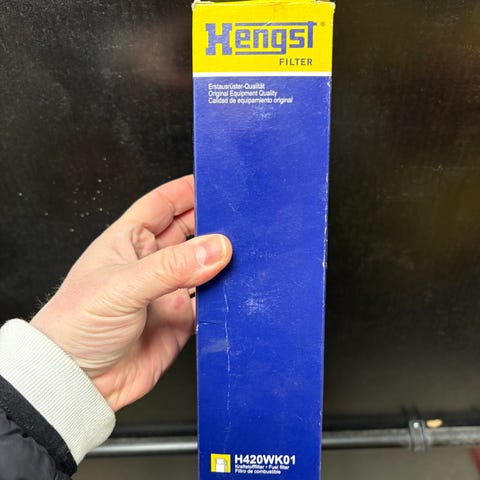 Hengst®
FILTER
Erstausrüster-Qualität
Original Equipment Quality
Calidad de equipamiento original
H420WK01
Kraftstofffilter • Fuel filter
Filtro de combustible